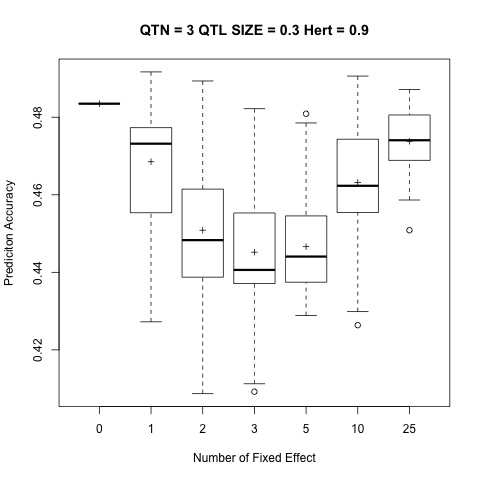 QTN = 3 QTL SIZE = 0.3 Hert = 0.9
Prediciton Accuracy
0.48
0.46
0.44
0.42
0 1 2 3 5 10 25
Number of Fixed Effect